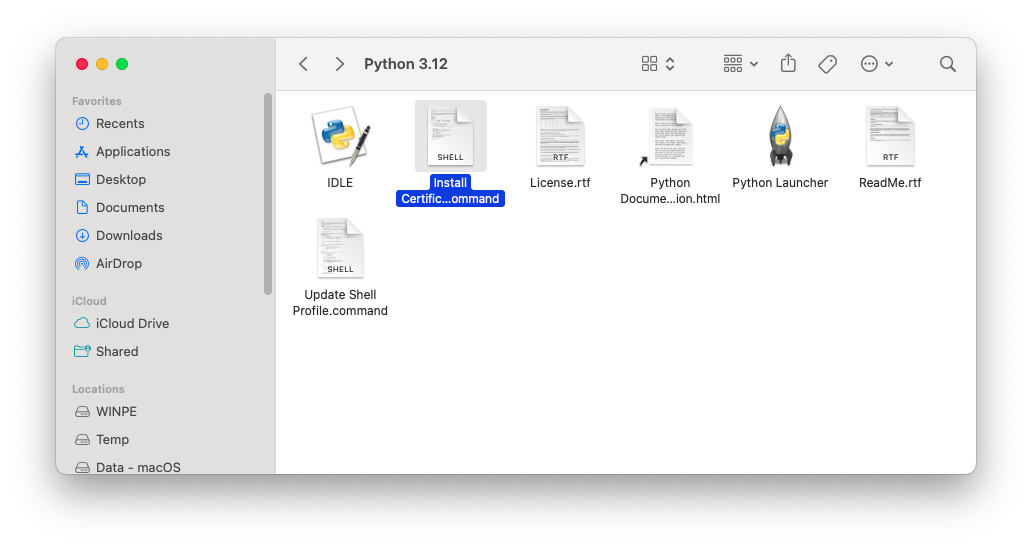 Python 3.12
Favorites
Recents
Applications
Desktop
Documents
Downloads
AirDrop
iCloud
iCloud Drive
Shared
Locations
WINPE
Temp
Data - macOS
SHELL
RTF
RTF
IDLE
Install
Certific...ommand
License.rtf
Python
Docume...ion.html
Python Launcher
ReadMe.rtf
SHELL
Update Shell
Profile.command